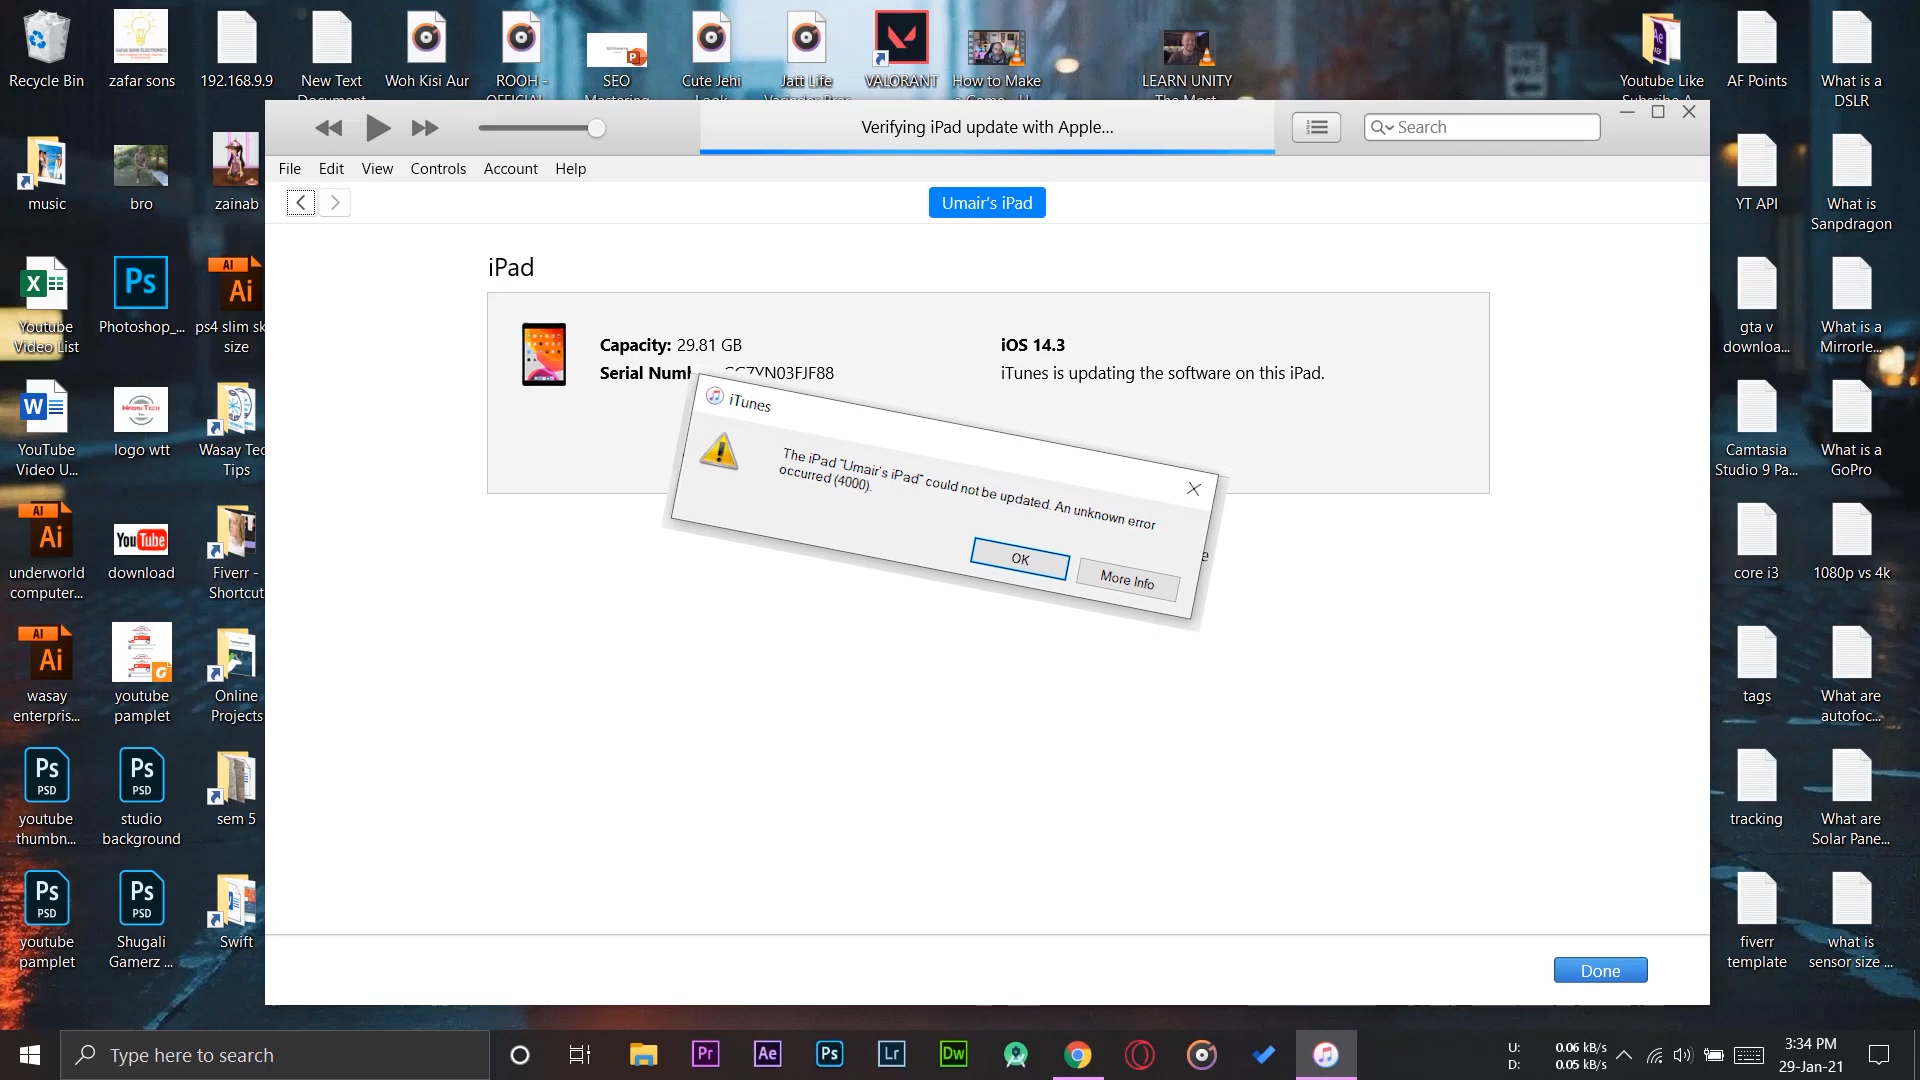 Recycle Bin
zafar sons
192.168.9.9
New Text
Document
Woh Kisi Aur
ROOH -
OFFICIAL
SEO
Mastering
Cute Jehi
Look
Jatt Life
VALORANT
How to Make
a Game
LEARN UNITY
The Most
Youtube Like
Subsribe A
AF Points
What is a
DSLR
Verifying iPad update with Apple...
Search
File Edit View Controls Account Help
Umair's iPad
iPad
Capacity: 29.81 GB
iOS 14.3
iTunes is updating the software on this iPad.
iTunes
The iPad "Umair's iPad" could not be updated. An unknown error
occurred (4000).
OK
More Info
Done
music
bro
zainab
YT API
What is
Sanpdragon
Youtube
Video List
Photoshop_...
ps4 slim sk
size
gta v
downloa...
What is a
Mirrorle...
YouTube
Video U...
logo wtt
Wasay Tec
Tips
Camtasia
Studio 9 Pa...
What is a
GoPro
underworld
computer...
download
Fiverr -
Shortcut
core i3
1080p vs 4k
wasay
enterpris...
youtube
pamplet
Online
Projects
tags
What are
autofoc...
youtube
thumbn...
studio
background
sem 5
tracking
What are
Solar Pane...
youtube
pamplet
Shugali
Gamerz ...
Swift
fiverr
template
what is
sensor size ...
Type here to search
U: 0.06 kB/s
D: 0.05 kB/s
3:34 PM
29-Jan-21